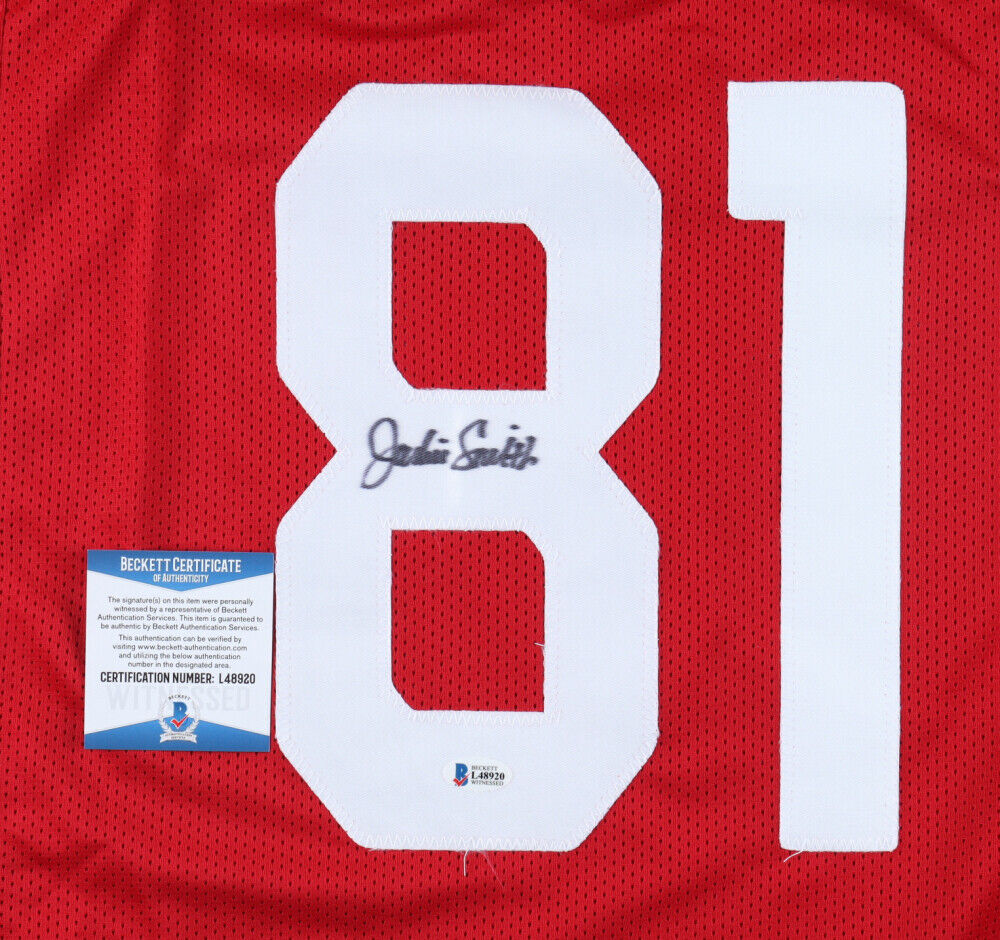 81
Jackie Smith
BECKETT CERTIFICATE
OF AUTHENTICITY
The signature(s) on this item were personally
witnessed by a representative of Beckett
Authentication Services. This item is guaranteed to
be authentic by Beckett Authentication Services.
This authentication can be verified by
visiting www.beckett-authentication.com
and utilizing the below authentication
number in the designated area.
CERTIFICATION NUMBER: L48920
WITNESSED
BECKETT
B
B
BECKETT
L48920
WITNESSED